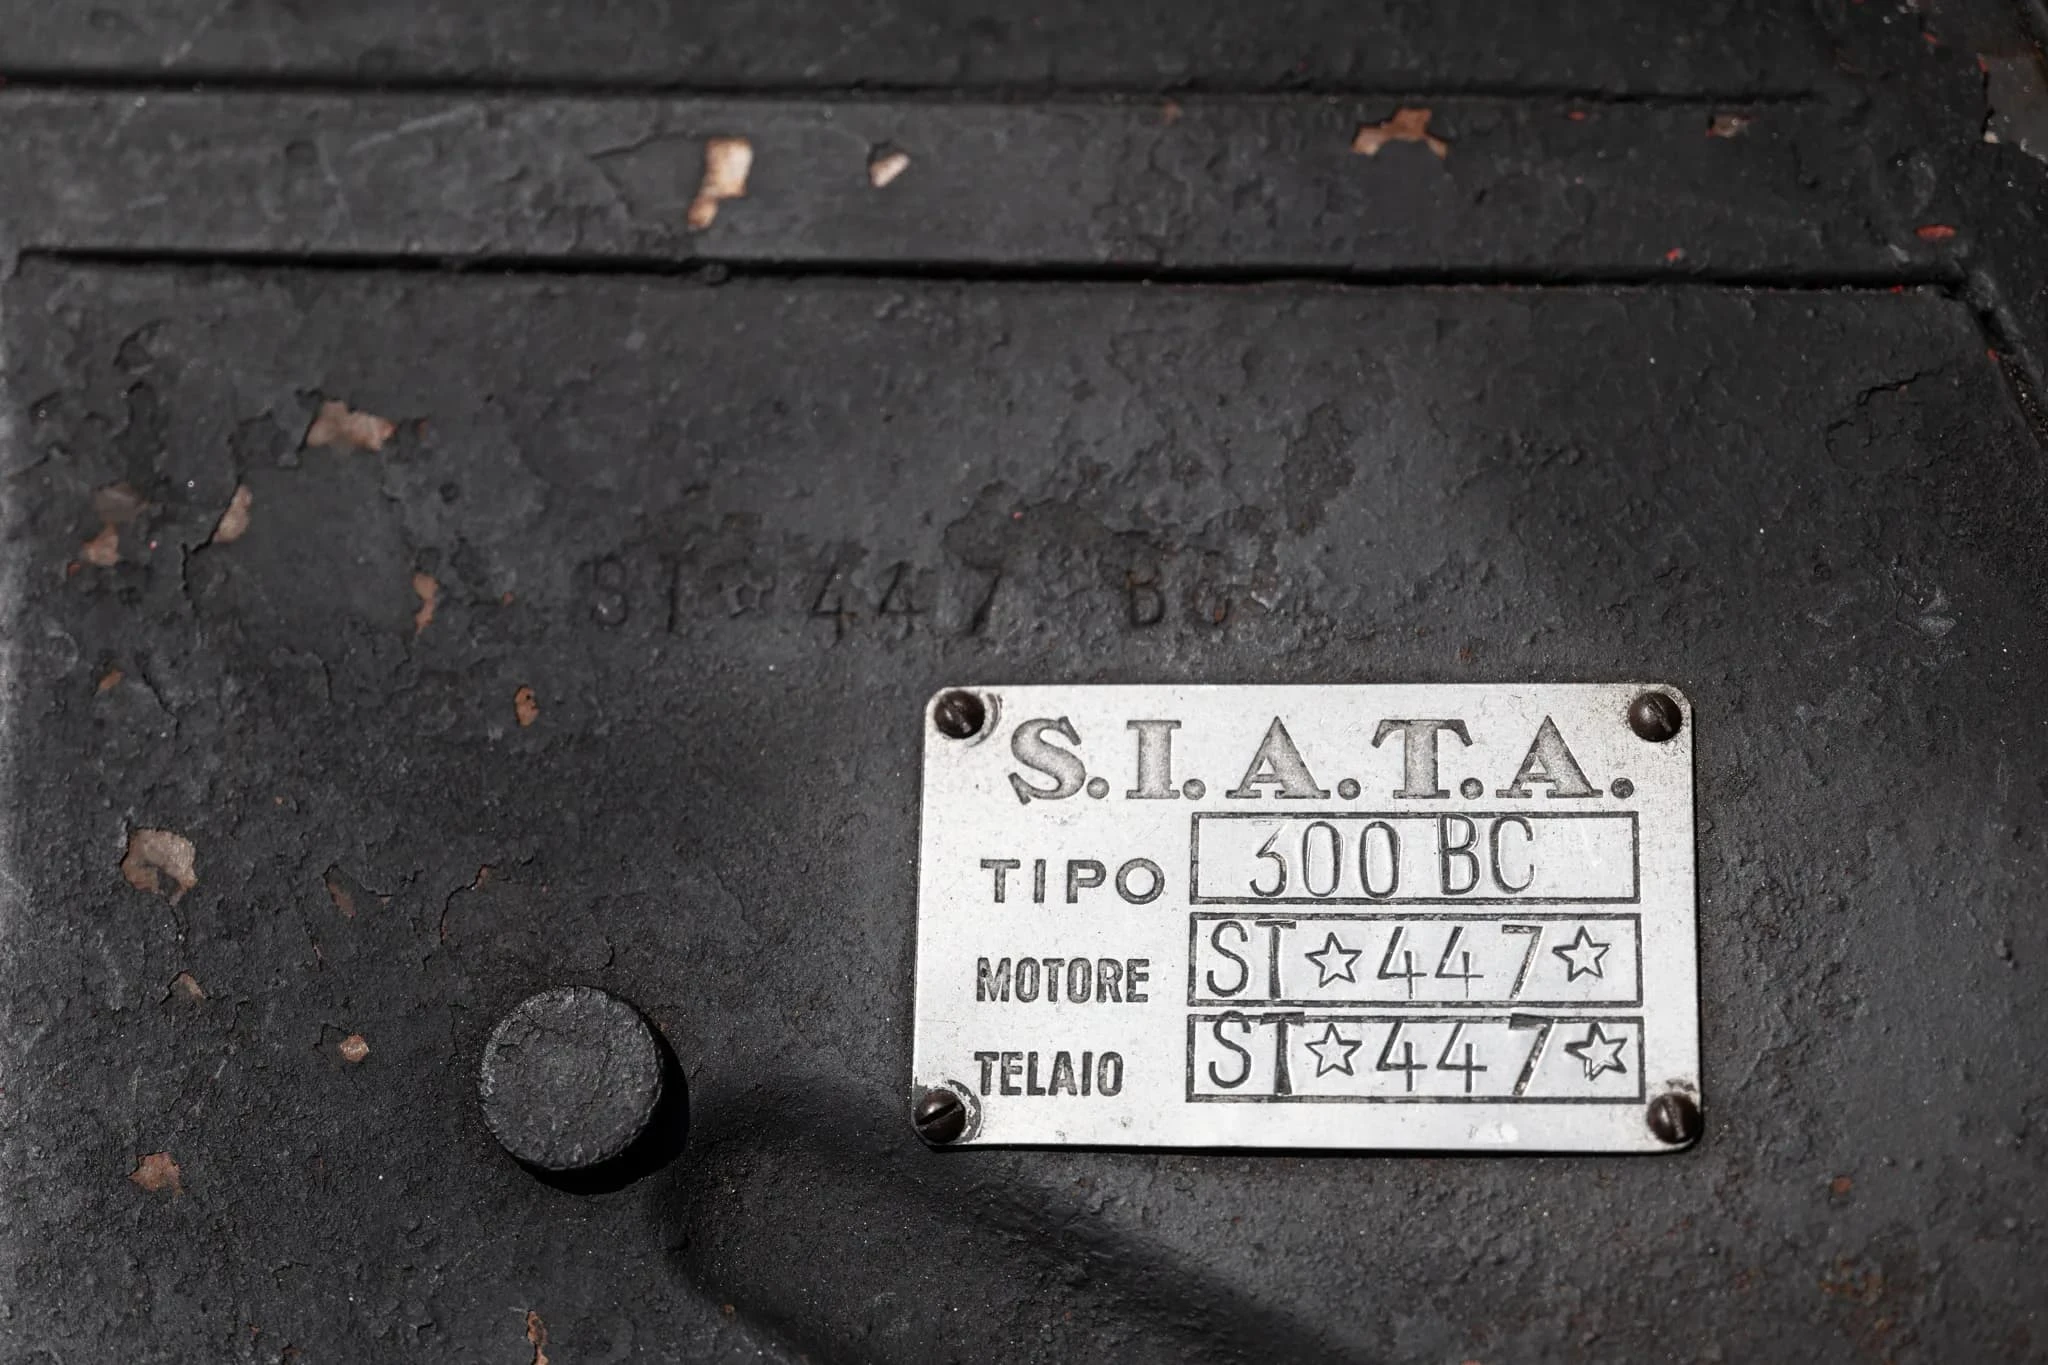 ST☆447 BC
S.I.A.T.A.
TIPO 300 BC
MOTORE ST☆447☆
TELAIO ST☆447☆